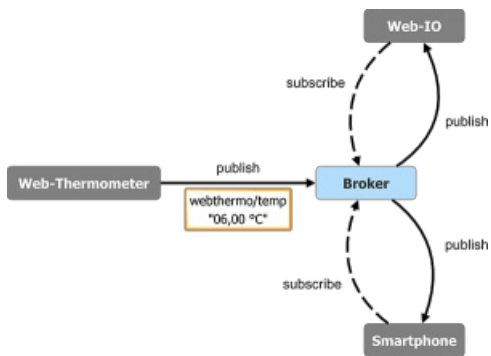 Web-IO
subscribe
publish
publish
Web-Thermometer
Broker
webthermo/temp
"06,00 °C"
publish
subscribe
Smartphone